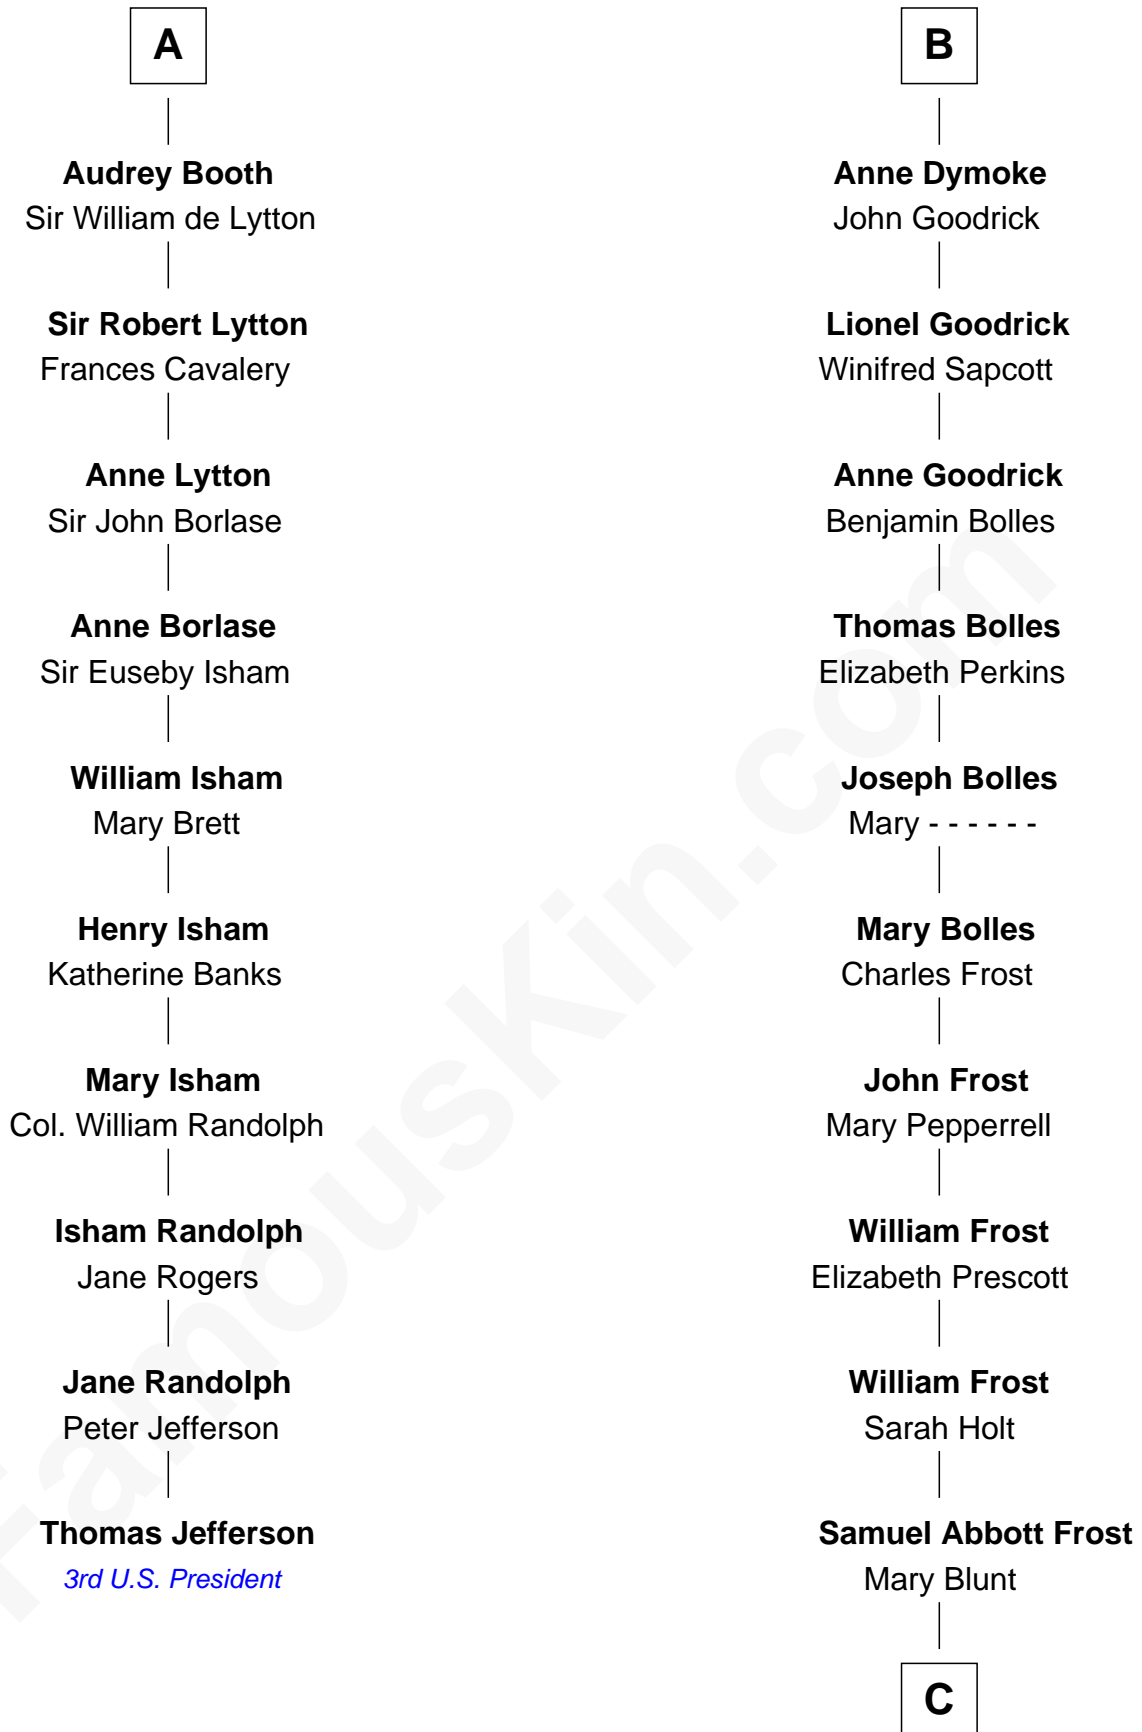 A
Audrey Booth
Sir William de Lytton
Sir Robert Lytton
Frances Cavalery
Anne Lytton
Sir John Borlase
Anne Borlase
Sir Euseby Isham
William Isham
Mary Brett
Henry Isham
Katherine Banks
Mary Isham
Col. William Randolph
Isham Randolph
Jane Rogers
Jane Randolph
Peter Jefferson
Thomas Jefferson
3rd U.S. President
B
Anne Dymoke
John Goodrick
Lionel Goodrick
Winifred Sapcott
Anne Goodrick
Benjamin Bolles
Thomas Bolles
Elizabeth Perkins
Joseph Bolles
Mary - - - - - -
Mary Bolles
Charles Frost
John Frost
Mary Pepperrell
William Frost
Elizabeth Prescott
William Frost
Sarah Holt
Samuel Abbott Frost
Mary Blunt
C
FamousKin.com